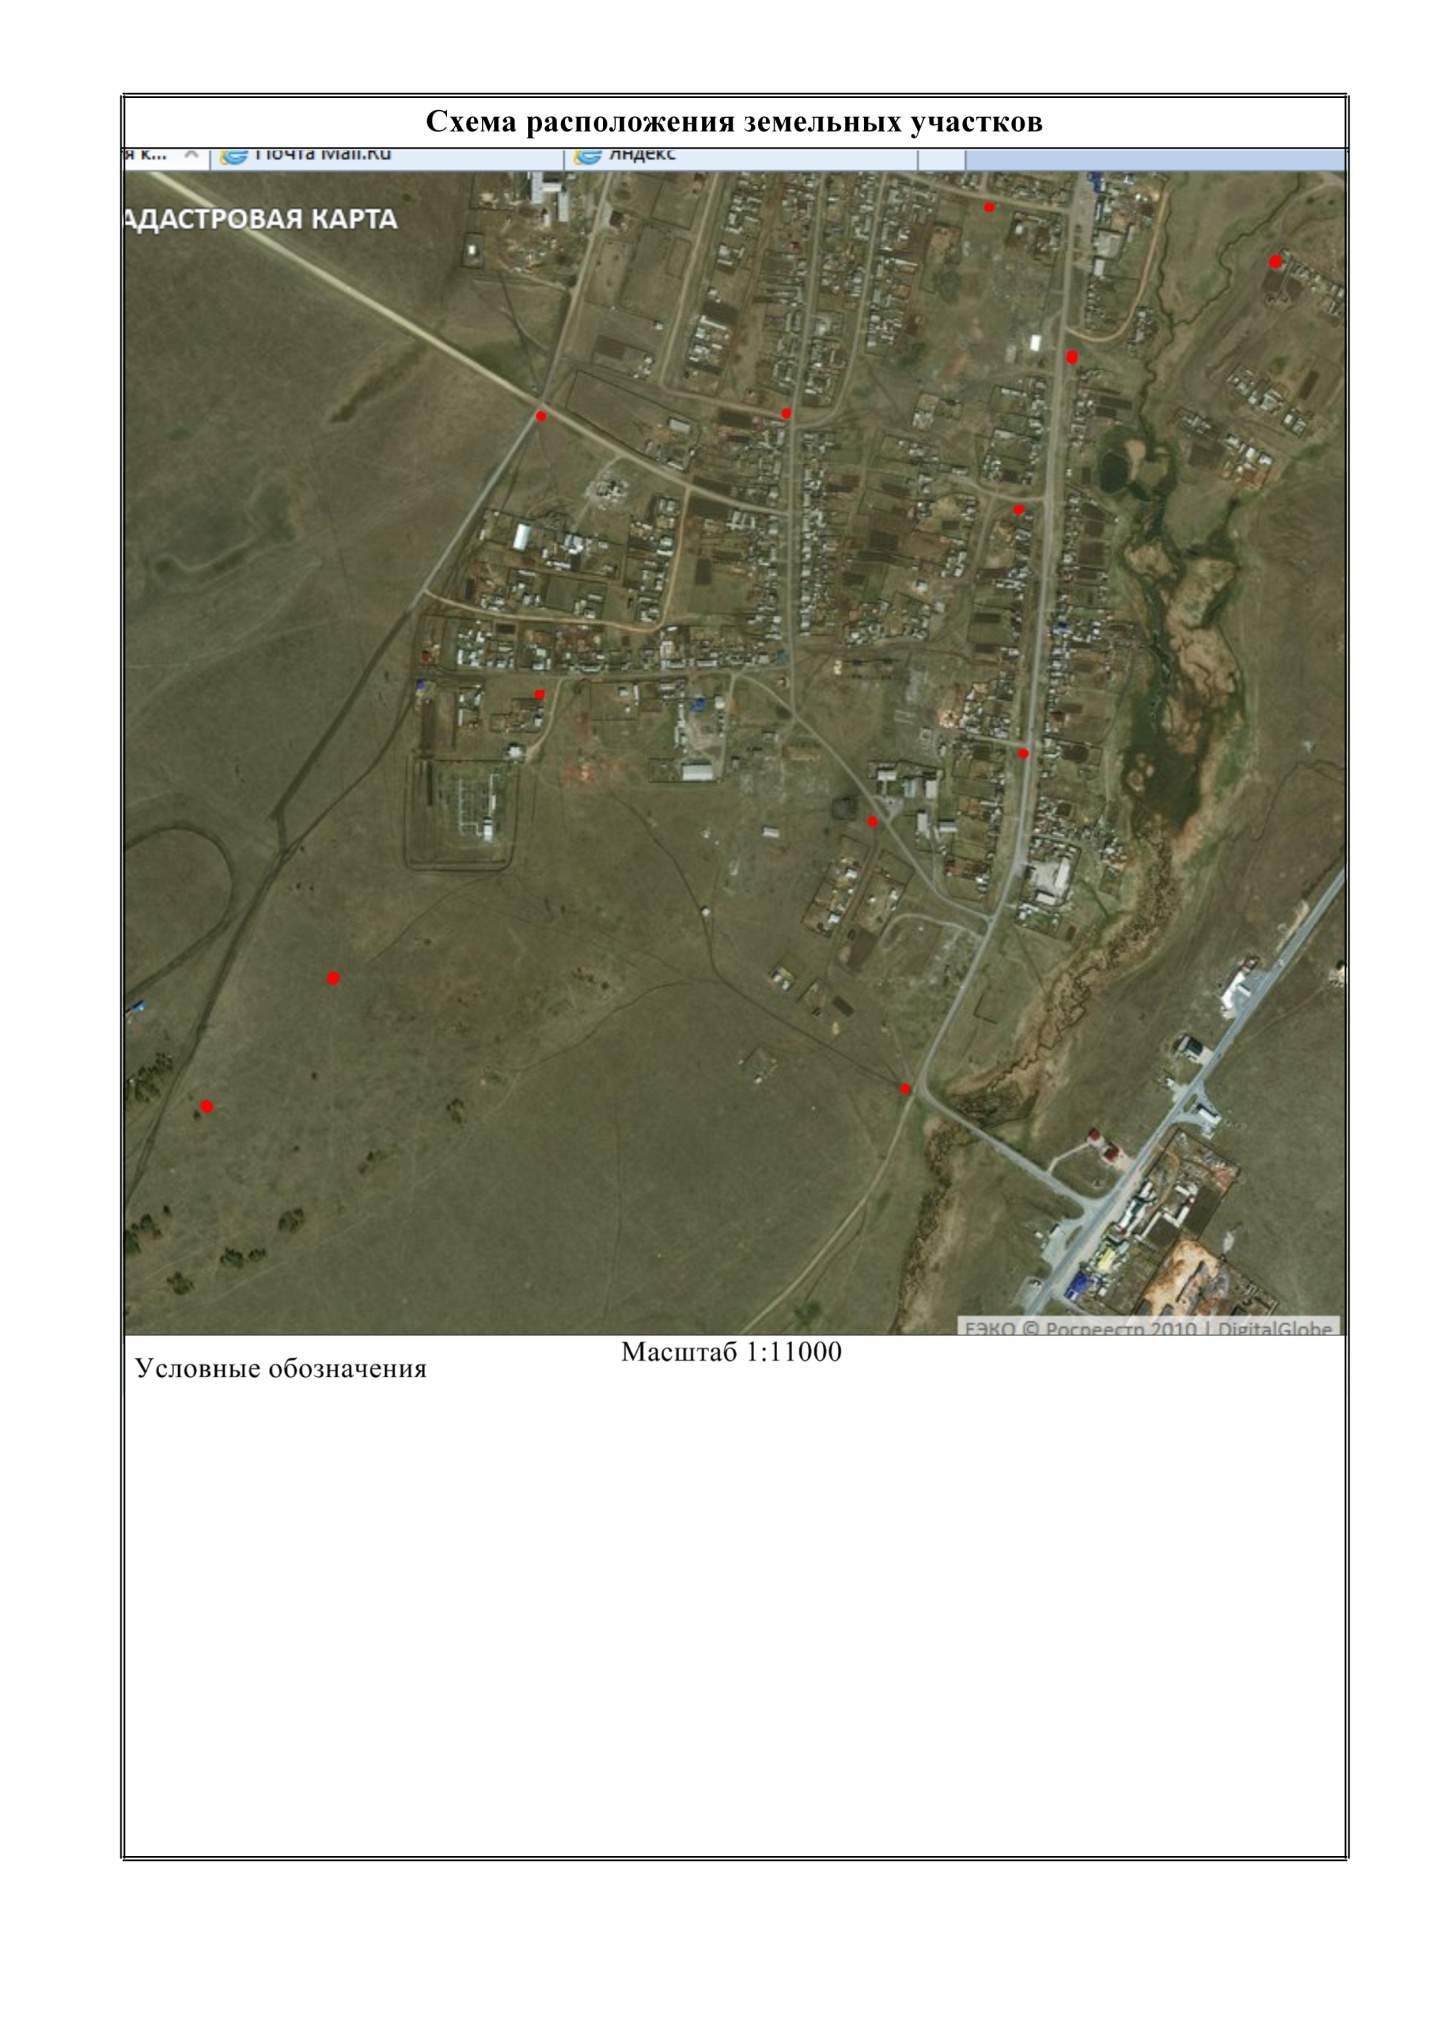 Схема расположения земельных участков
я к... Почта Mail.Ru Яндекс
АДАСТРОВАЯ КАРТА
ЕЭКО © Росреестр 2010 | DigitalGlobe
Масштаб 1:11000
Условные обозначения